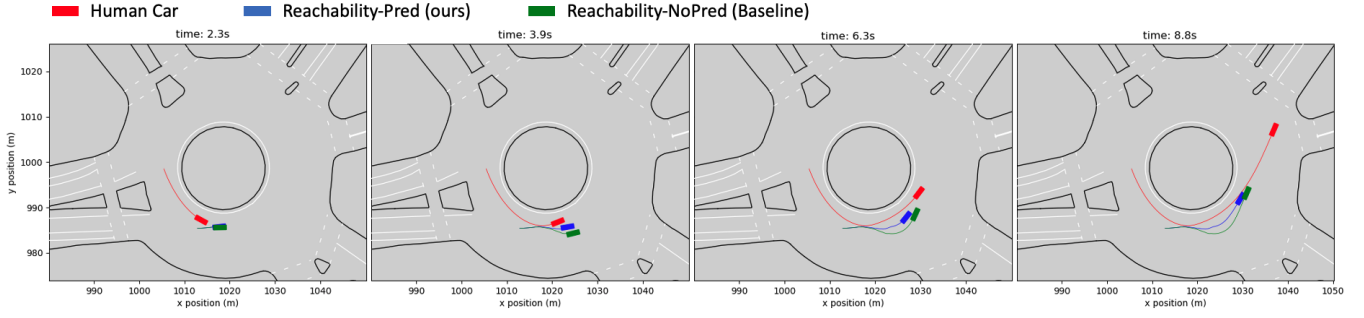 Human Car Reachability-Pred (ours) Reachability-NoPred (Baseline)
time: 2.3s time: 3.9s time: 6.3s time: 8.8s
1020
1010
1000
990
980
y position (m)
990 1000 1010 1020 1030 1040
x position (m)
990 1000 1010 1020 1030 1040
x position (m)
990 1000 1010 1020 1030 1040
x position (m)
990 1000 1010 1020 1030 1040 1050
x position (m)